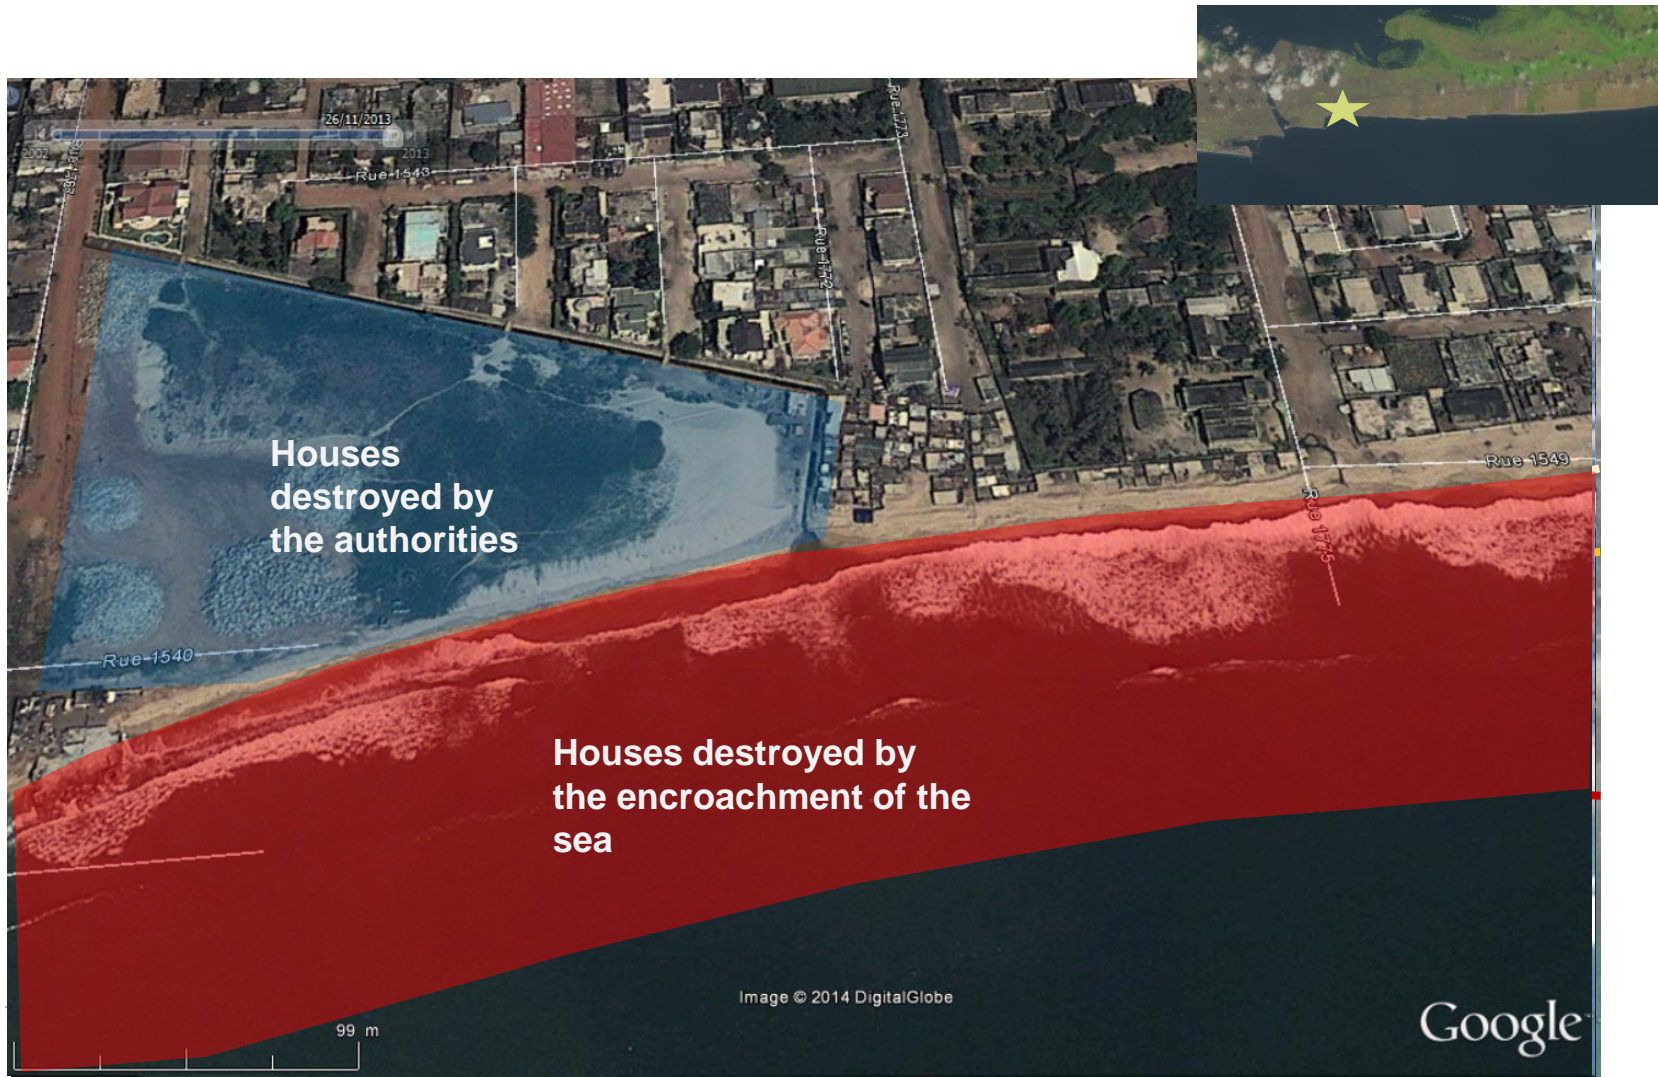 26/11/2013
2002
2013
Rue 1543
Rue 1773
Rue 1772
Houses
destroyed by
the authorities
Rue 1549
Rue 1775
Rue 1540
Houses destroyed by
the encroachment of the
sea
Image © 2014 DigitalGlobe
99 m
Google